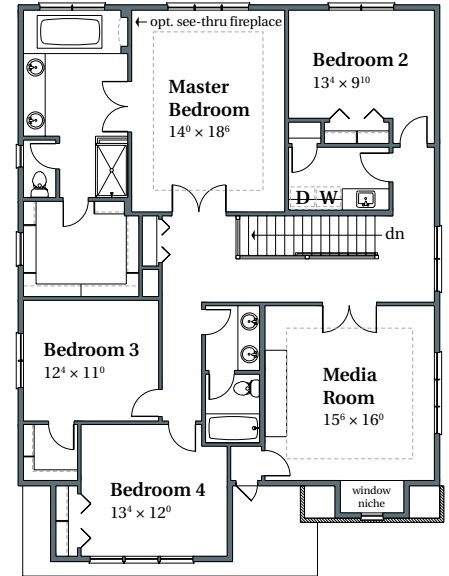 opt. see-thru fireplace
Bedroom 2
13⁴ × 9¹⁰
Master
Bedroom
14⁰ × 18⁶
D W
dn
Bedroom 3
12⁴ × 11⁰
Media
Room
15⁶ × 16⁰
Bedroom 4
13⁴ × 12⁰
window
niche